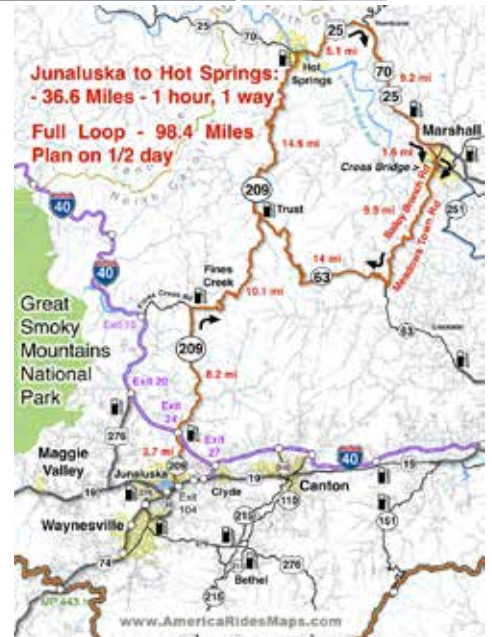 25
70
25
5.1 mi
Hot
Springs
Junaluska to Hot Springs:
- 36.6 Miles - 1 hour, 1 way
Full Loop - 98.4 Miles
Plan on 1/2 day
70
25
9.2 mi
Marshall
1.6 mi
Cross Bridge >
14.6 mi
209
Trust
251
Bailey Branch Rd
Meadows Town Rd
9.9 mi
40
40
14 mi
63
Fines
Creek
10.1 mi
63
Great
Smoky
Mountains
National
Park
209
8.2 mi
Exit 20
Exit
24
Exit
27
276
3.7 mi
Maggie
Valley
Junaluska
209
19
Exit
104
Clyde
19
Canton
40
19
110
215
151
Waynesville
74
276
Bethel
215
www.AmericaRidesMaps.com